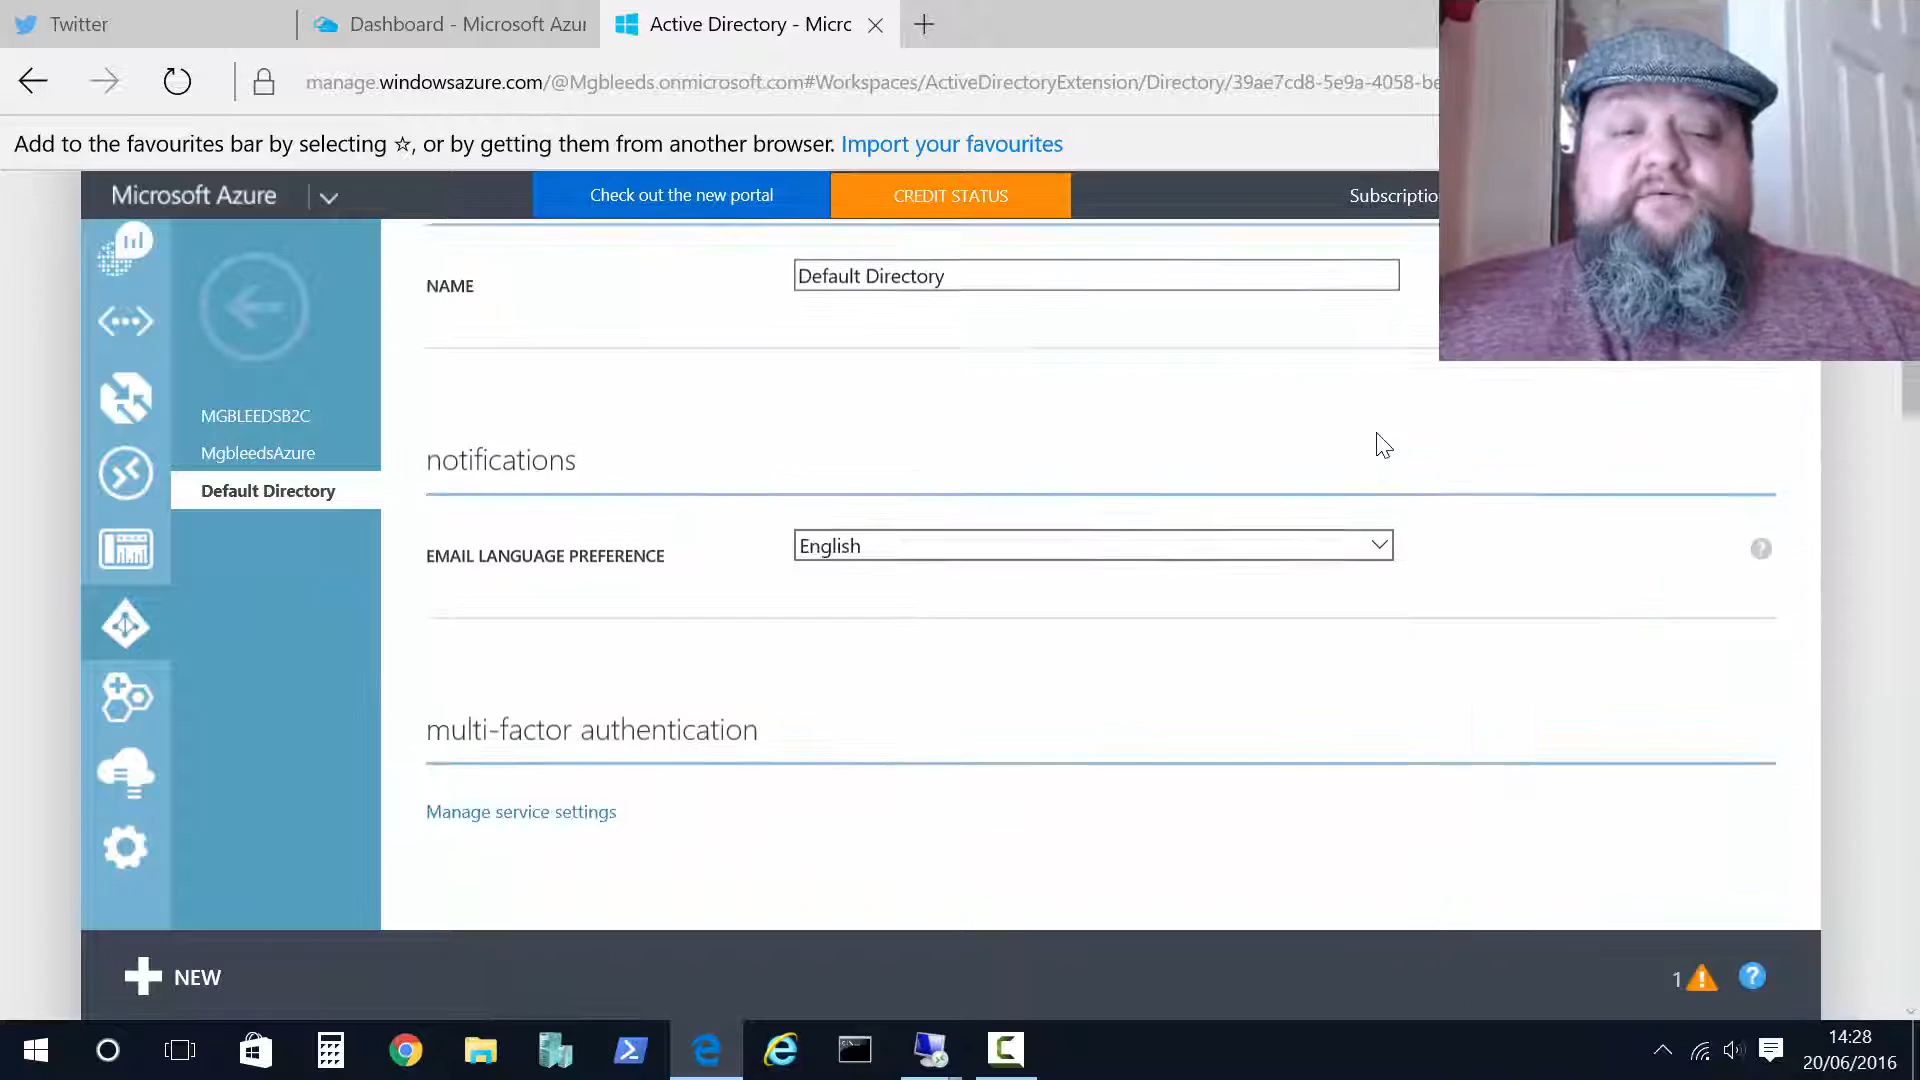 Twitter
Dashboard - Microsoft Azur
Active Directory - Micrc
manage.windowsazure.com/@Mgbleeds.onmicrosoft.com#Workspaces/ActiveDirectoryExtension/Directory/39ae7cd8-5e9a-4058-be
Add to the favourites bar by selecting ☆, or by getting them from another browser. Import your favourites
Microsoft Azure
Check out the new portal
CREDIT STATUS
Subscriptio
NAME
Default Directory
MGBLEEDSB2C
MgbleedsAzure
Default Directory
notifications
EMAIL LANGUAGE PREFERENCE
English
?
multi-factor authentication
Manage service settings
NEW
1
?
14:28
20/06/2016